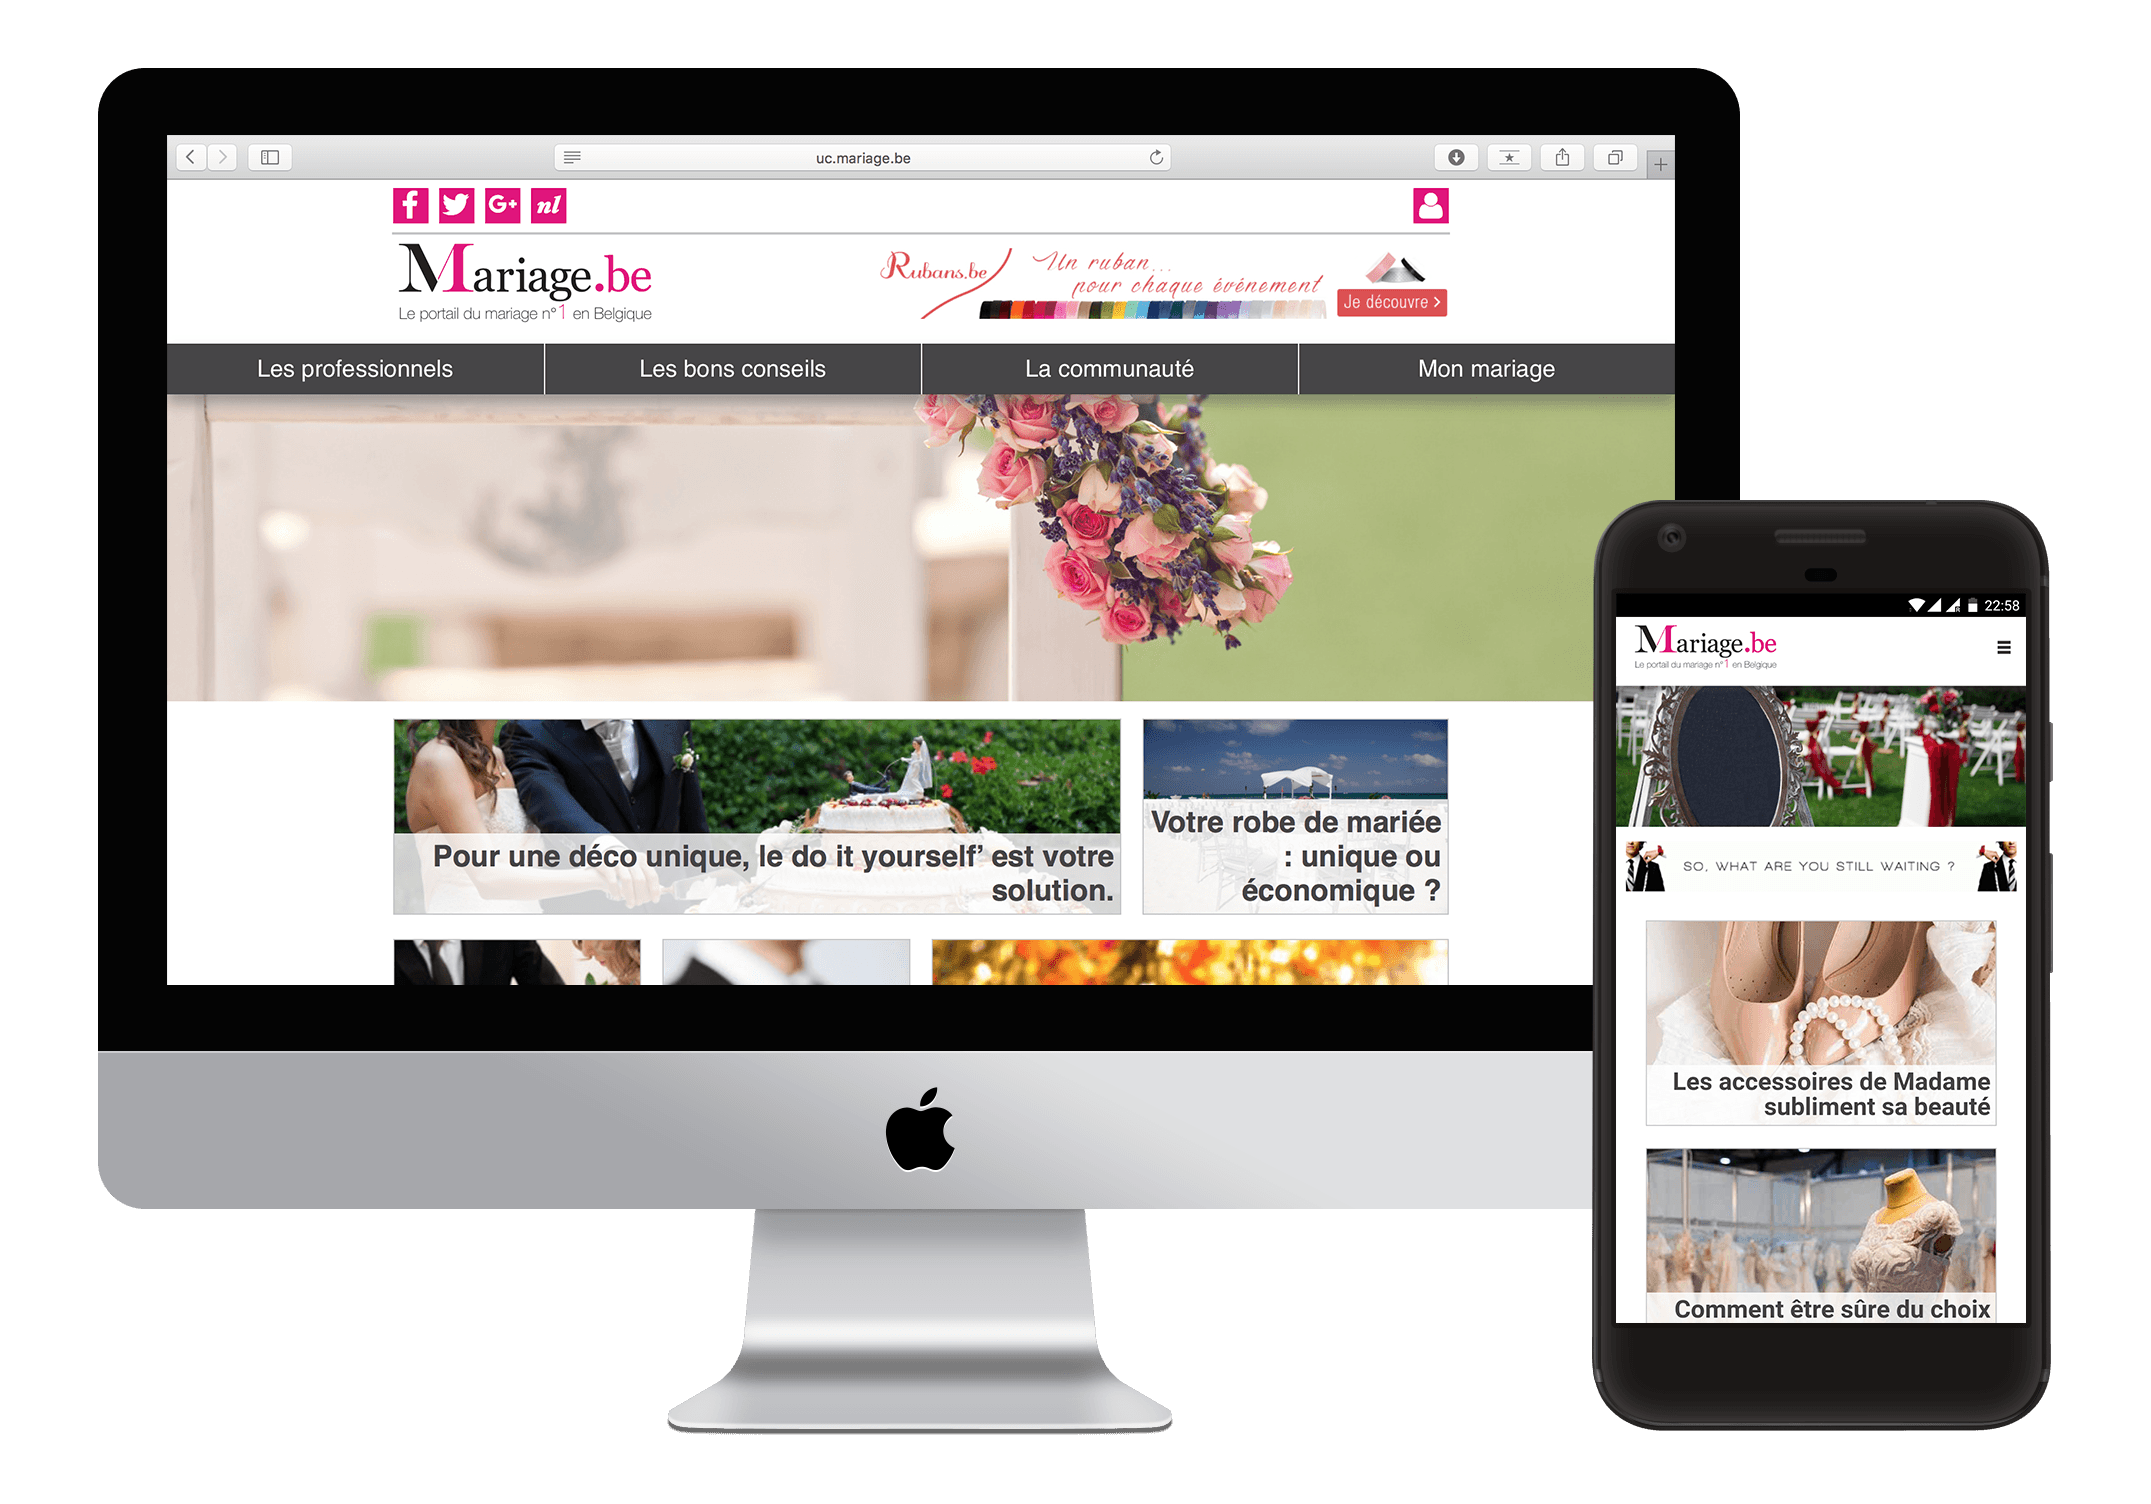 uc.mariage.be
f G+ nl
Mariage.be
Le portail du mariage n°1 en Belgique
Rubans.be
Un ruban...
pour chaque événement
Je découvre >
Les professionnels
Les bons conseils
La communauté
Mon mariage
Pour une déco unique, le do it yourself’ est votre
solution.
Votre robe de mariée
: unique ou
économique ?
22:58
Mariage.be
Le portail du mariage n°1 en Belgique
SO, WHAT ARE YOU STILL WAITING ?
Les accessoires de Madame
subliment sa beauté
Comment être sûre du choix